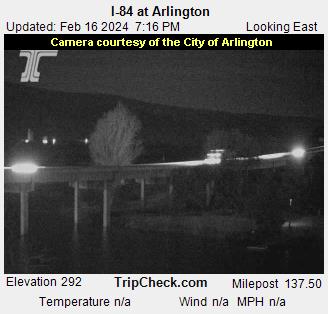 I-84 at Arlington
Updated: Feb 16 2024 7:16 PM Looking East
Camera courtesy of the City of Arlington
Elevation 292 TripCheck.com Milepost 137.50
Temperature n/a Wind n/a MPH n/a